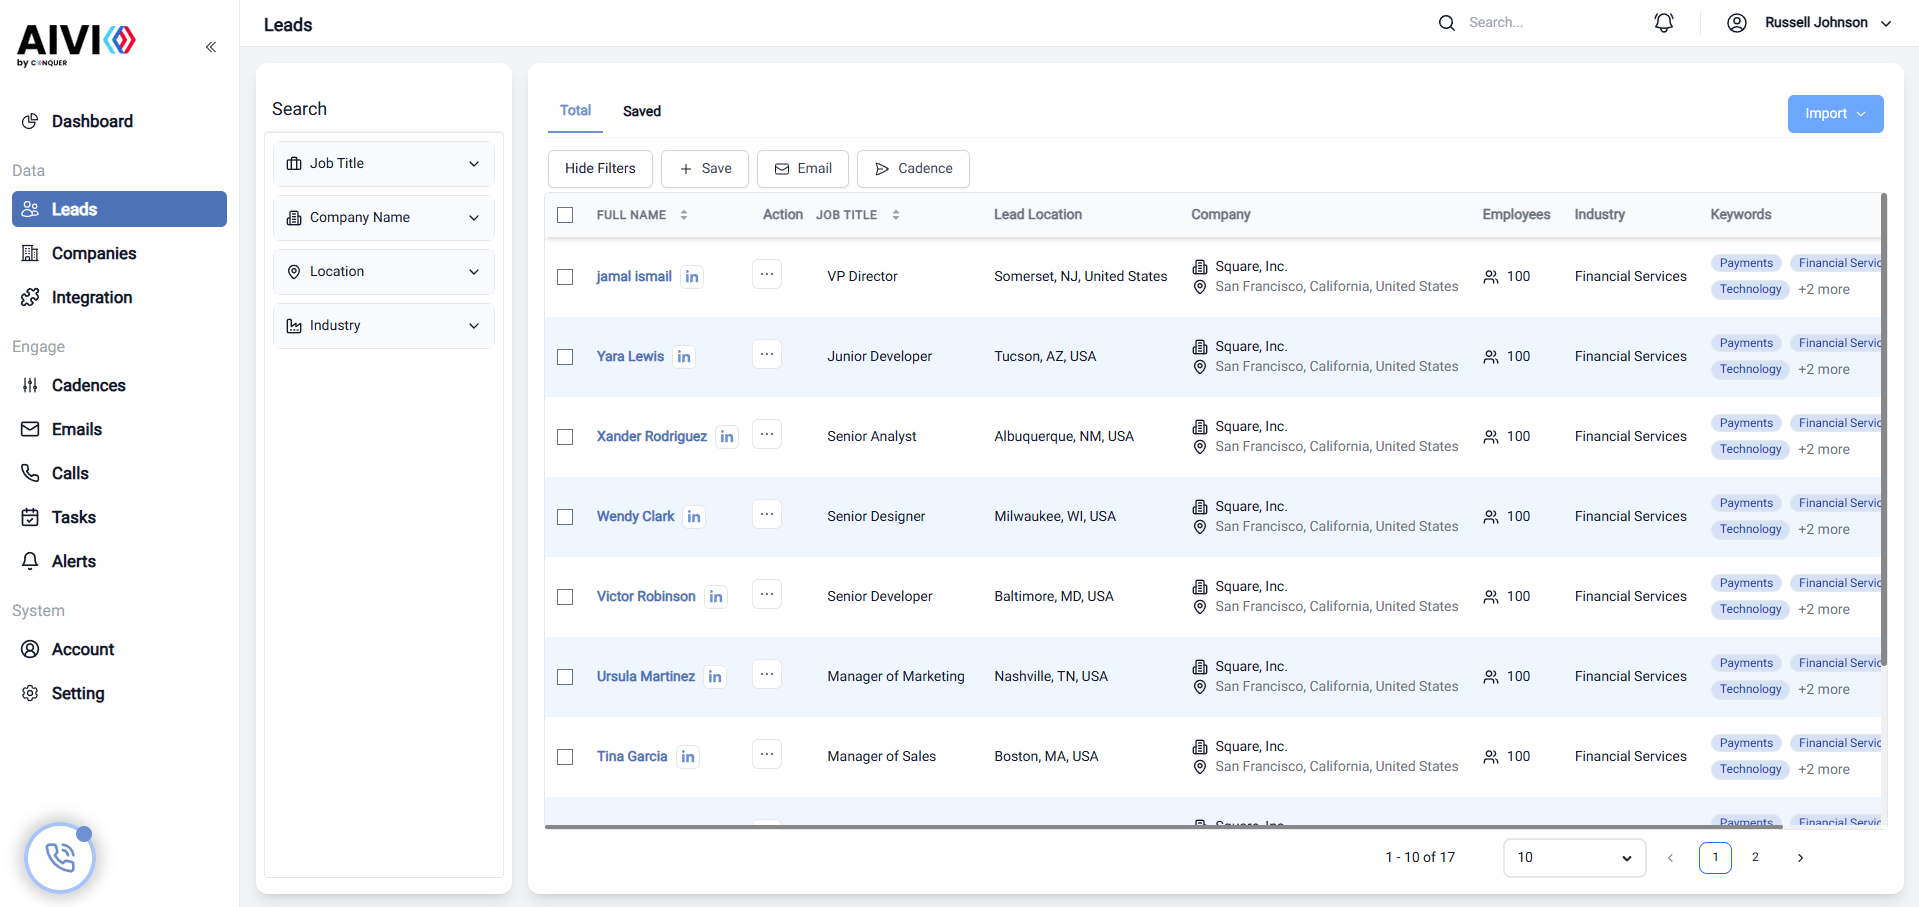 AIVI
by CONQUER
Leads
Search...
Russell Johnson
Dashboard
Data
Leads
Companies
Integration
Engage
Cadences
Emails
Calls
Tasks
Alerts
System
Account
Setting
Search
Job Title
Company Name
Location
Industry
Total
Saved
Import
Hide Filters
Save
Email
Cadence
FULL NAME
Action
JOB TITLE
Lead Location
Company
Employees
Industry
Keywords
jamal ismail in ... VP Director Somerset, NJ, United States Square, Inc. 100 Financial Services Payments Financial Servic
San Francisco, California, United States Technology +2 more
Yara Lewis in ... Junior Developer Tucson, AZ, USA Square, Inc. 100 Financial Services Payments Financial Servic
San Francisco, California, United States Technology +2 more
Xander Rodriguez in ... Senior Analyst Albuquerque, NM, USA Square, Inc. 100 Financial Services Payments Financial Servic
San Francisco, California, United States Technology +2 more
Wendy Clark in ... Senior Designer Milwaukee, WI, USA Square, Inc. 100 Financial Services Payments Financial Servic
San Francisco, California, United States Technology +2 more
Victor Robinson in ... Senior Developer Baltimore, MD, USA Square, Inc. 100 Financial Services Payments Financial Servic
San Francisco, California, United States Technology +2 more
Ursula Martinez in ... Manager of Marketing Nashville, TN, USA Square, Inc. 100 Financial Services Payments Financial Servic
San Francisco, California, United States Technology +2 more
Tina Garcia in ... Manager of Sales Boston, MA, USA Square, Inc. 100 Financial Services Payments Financial Servic
San Francisco, California, United States Technology +2 more
Square, Inc. Payments Financial Servic
1 - 10 of 17
10
1
2